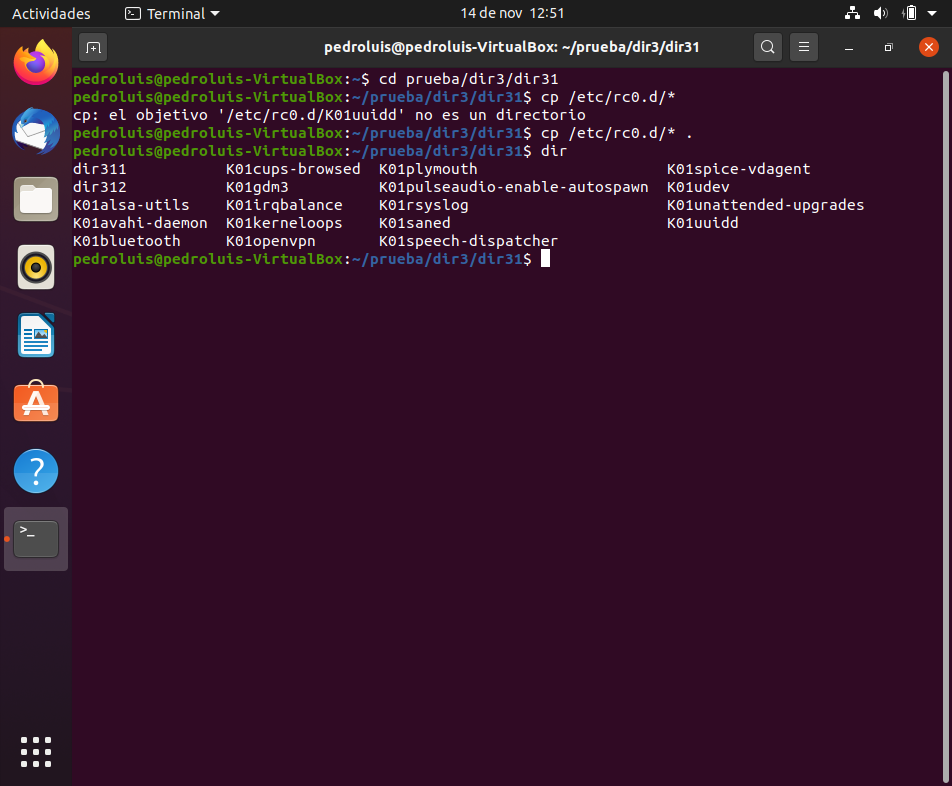 Actividades Terminal 14 de nov 12:51
pedroluis@pedroluis-VirtualBox: ~/prueba/dir3/dir31
pedroluis@pedroluis-VirtualBox:~$ cd prueba/dir3/dir31
pedroluis@pedroluis-VirtualBox:~/prueba/dir3/dir31$ cp /etc/rc0.d/*
cp: el objetivo '/etc/rc0.d/K01uuidd' no es un directorio
pedroluis@pedroluis-VirtualBox:~/prueba/dir3/dir31$ cp /etc/rc0.d/* .
pedroluis@pedroluis-VirtualBox:~/prueba/dir3/dir31$ dir
dir311 K01cups-browsed K01plymouth K01spice-vdagent
dir312 K01gdm3 K01pulseaudio-enable-autospawn K01udev
K01alsa-utils K01irqbalance K01rsyslog K01unattended-upgrades
K01avahi-daemon K01kerneloops K01saned K01uuidd
K01bluetooth K01openvpn K01speech-dispatcher
pedroluis@pedroluis-VirtualBox:~/prueba/dir3/dir31$